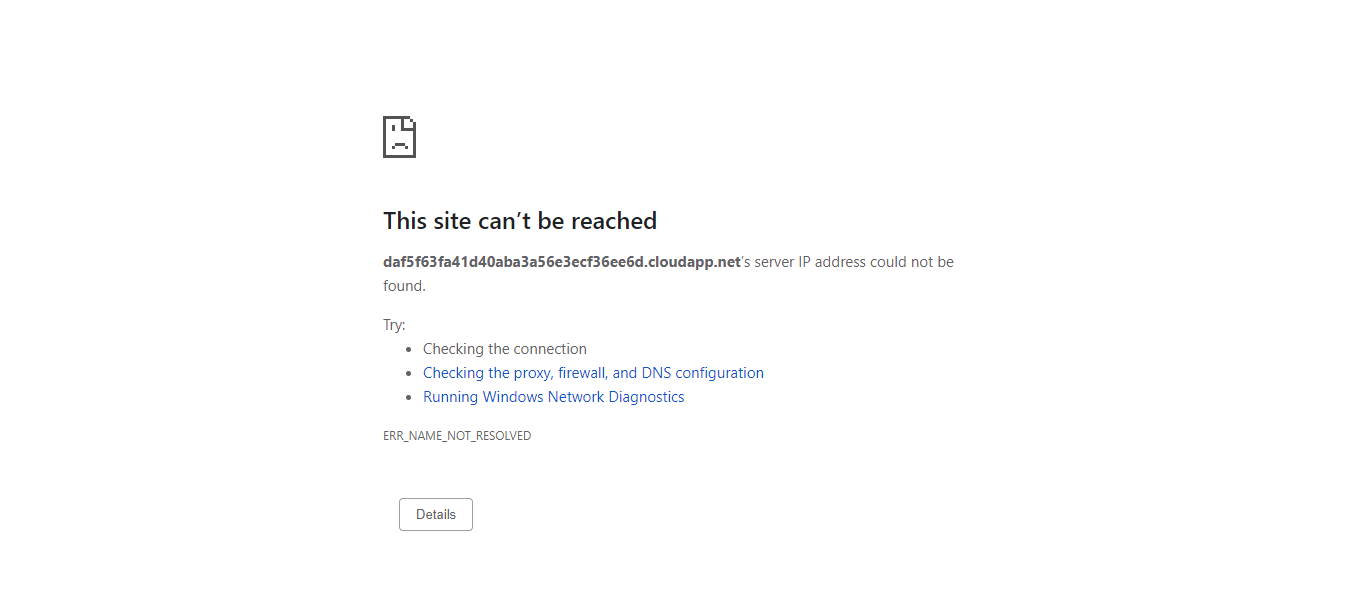 This site can’t be reached
daf5f63fa41d40aba3a56e3ecf36ee6d.cloudapp.net’s server IP address could not be
found.
Try:
Checking the connection
Checking the proxy, firewall, and DNS configuration
Running Windows Network Diagnostics
ERR_NAME_NOT_RESOLVED
Details